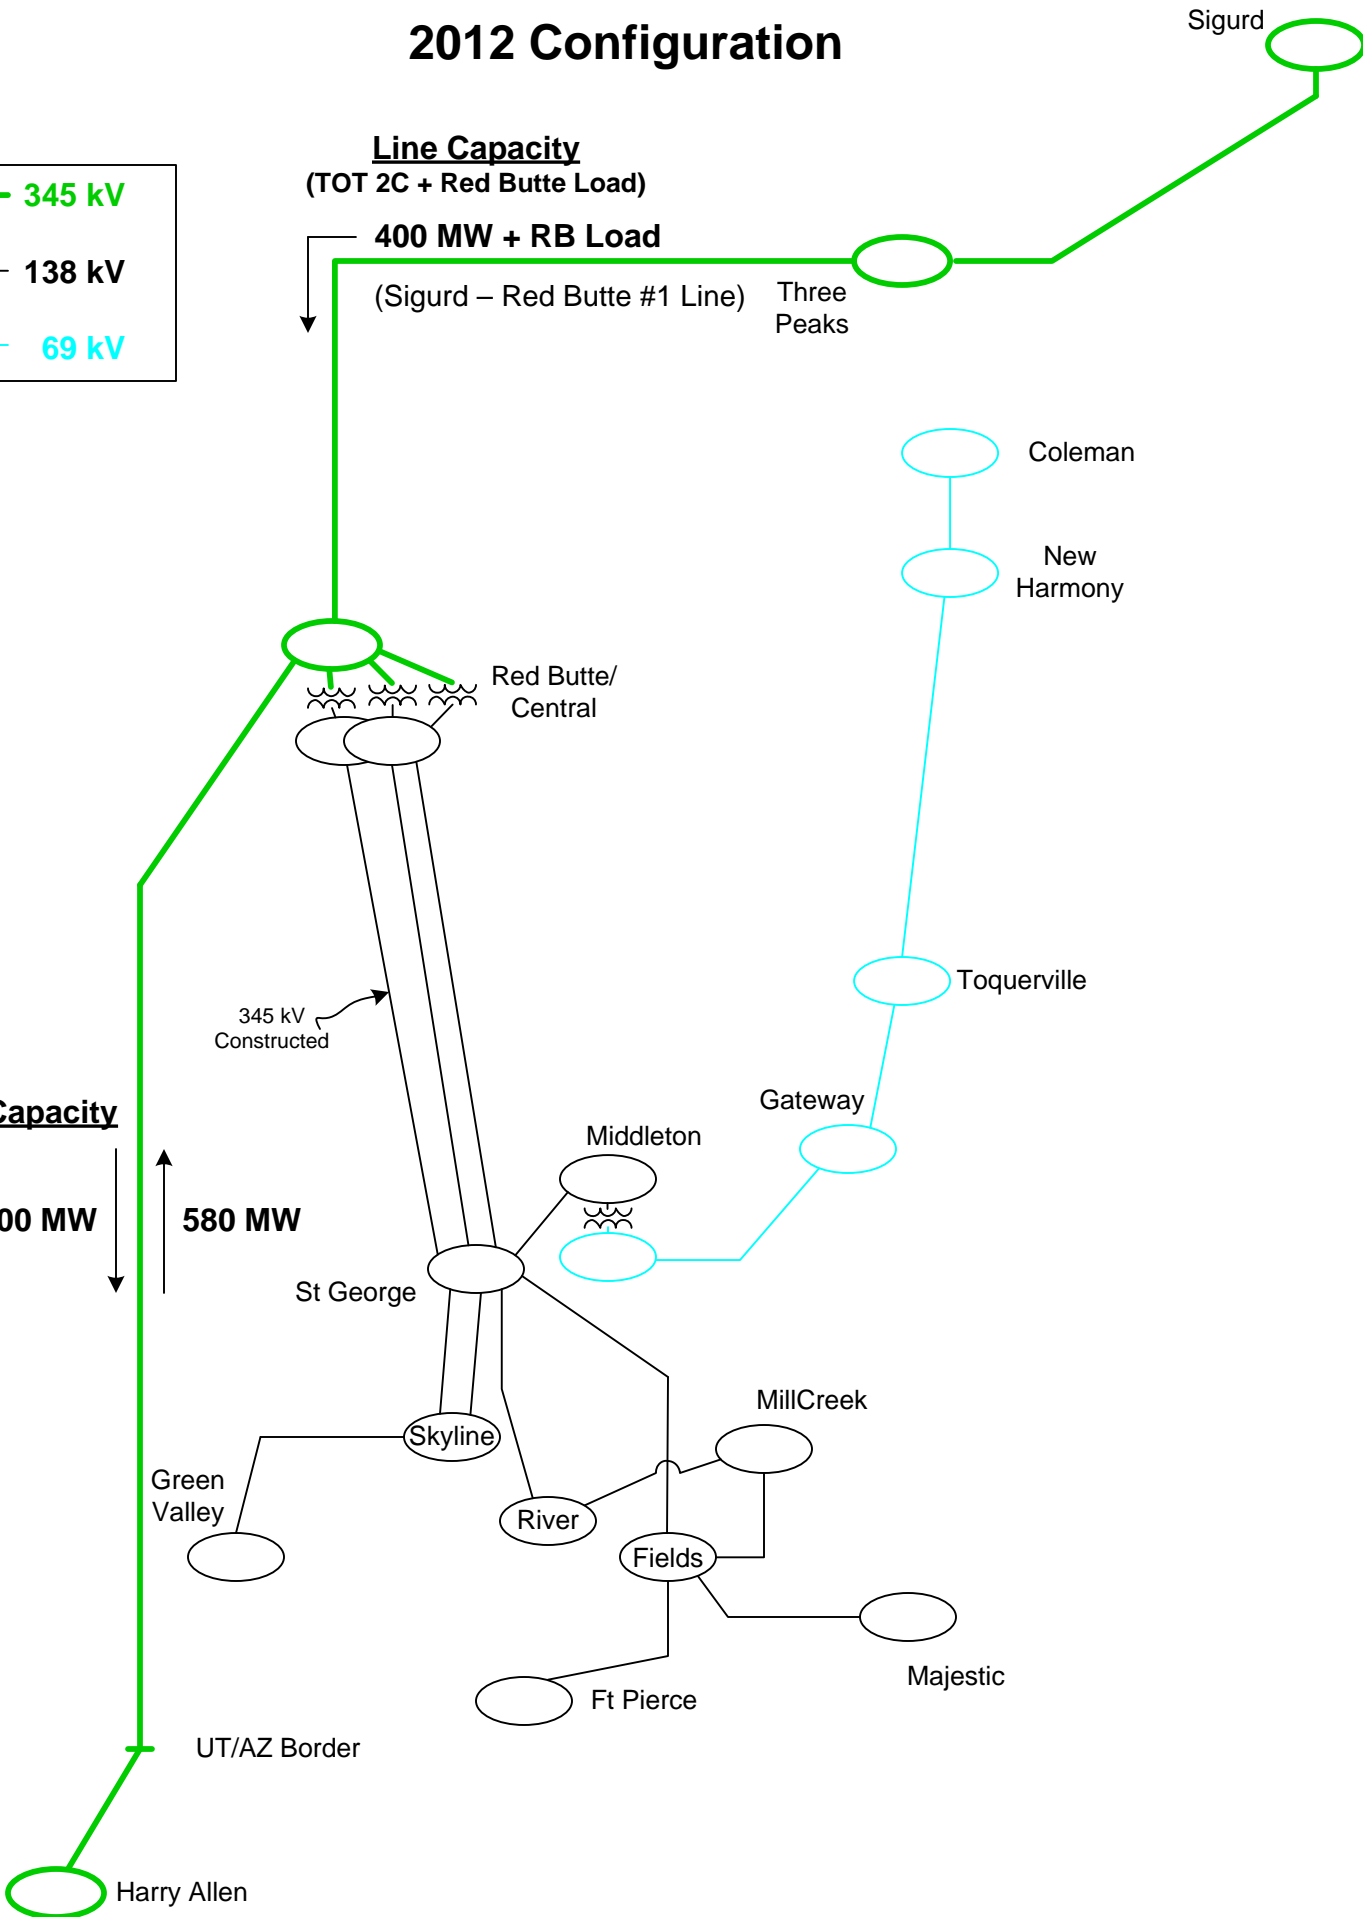 2012 Configuration
Sigurd
Line Capacity
(TOT 2C + Red Butte Load)
345 kV
400 MW + RB Load
138 kV
(Sigurd – Red Butte #1 Line)
Three
Peaks
69 kV
Coleman
New
Harmony
Red Butte/
Central
Toquerville
345 kV
Constructed
Gateway
Capacity
Middleton
00 MW
580 MW
St George
MillCreek
Skyline
Green
Valley
River
Fields
Majestic
Ft Pierce
UT/AZ Border
Harry Allen